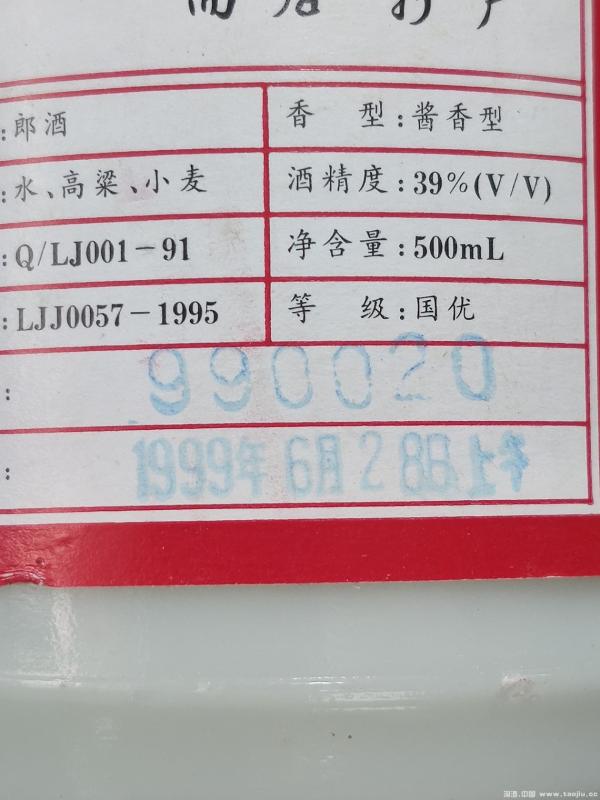 :郎酒 香型:酱香型
:水、高粱、小麦 酒精度:39%(V/V)
:Q/LJ001-91 净含量:500mL
:LJJ0057-1995 等级:国优
: 990020
: 1999年6月28日上午
淘酒.中国 www.taojiu.cc